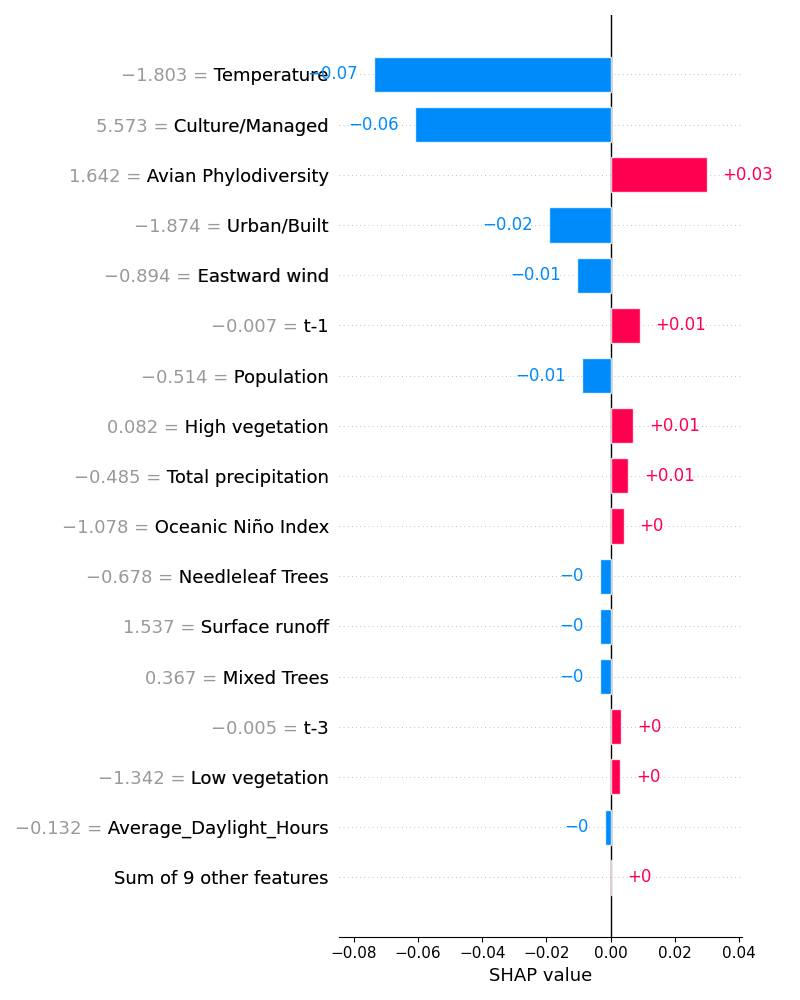 −1.803 = Temperature −0.07
5.573 = Culture/Managed −0.06
1.642 = Avian Phylodiversity +0.03
−1.874 = Urban/Built −0.02
−0.894 = Eastward wind −0.01
−0.007 = t-1 +0.01
−0.514 = Population −0.01
0.082 = High vegetation +0.01
−0.485 = Total precipitation +0.01
−1.078 = Oceanic Niño Index +0
−0.678 = Needleleaf Trees −0
1.537 = Surface runoff −0
0.367 = Mixed Trees −0
−0.005 = t-3 +0
−1.342 = Low vegetation +0
−0.132 = Average_Daylight_Hours −0
Sum of 9 other features +0
−0.08 −0.06 −0.04 −0.02 0.00 0.02 0.04
SHAP value